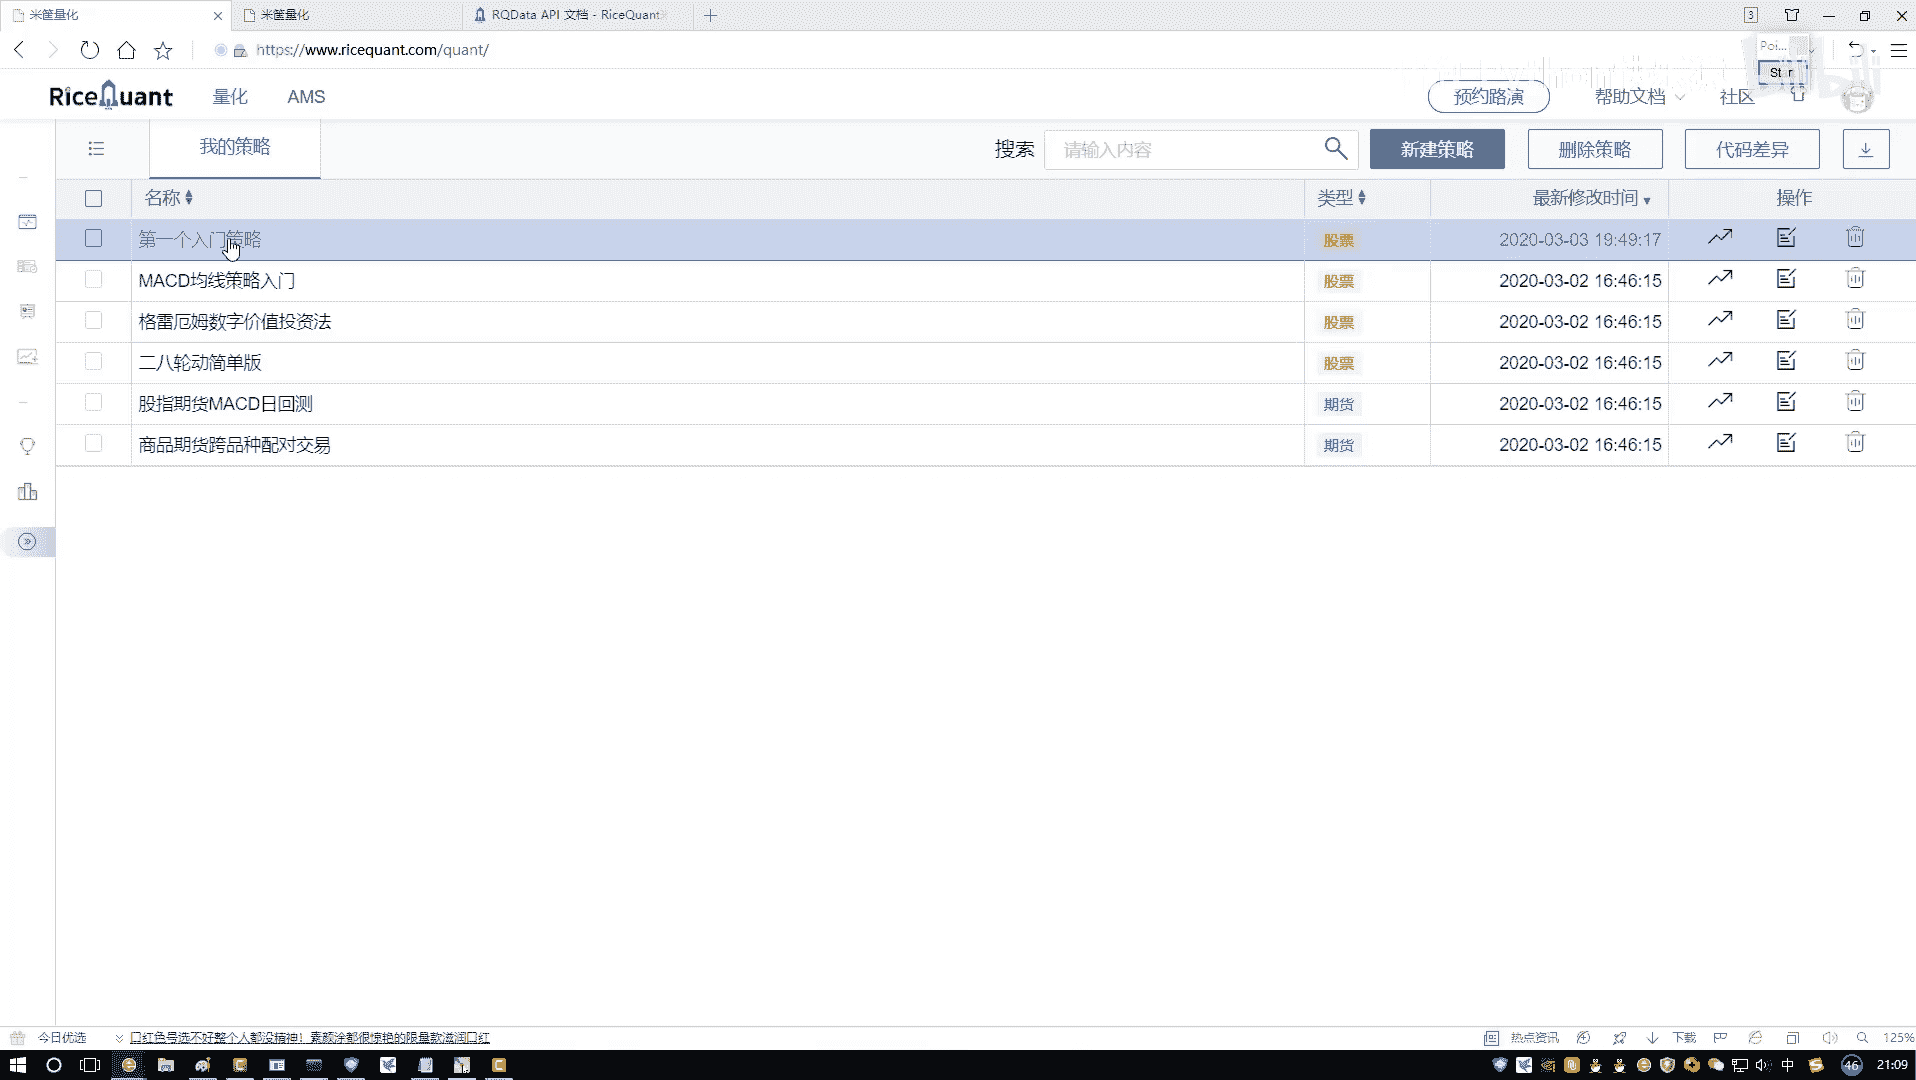 米筐量化
米筐量化
RQData API 文档 - RiceQuant
3
https://www.ricequant.com/quant/
Poi...
RiceQuant
量化
AMS
预约路演
帮助文档
社区
我的策略
搜索
请输入内容
新建策略
删除策略
代码差异
名称
类型
最新修改时间
操作
第一个入门策略
股票
2020-03-03 19:49:17
MACD均线策略入门
股票
2020-03-02 16:46:15
格雷厄姆数字价值投资法
股票
2020-03-02 16:46:15
二八轮动简单版
股票
2020-03-02 16:46:15
股指期货MACD日回测
期货
2020-03-02 16:46:15
商品期货跨品种配对交易
期货
2020-03-02 16:46:15
今日优选
口红色号选不好整个人都没精神！素颜涂都很惊艳的限量款滋润口红
热点资讯
下载
125%
中
46
21:09